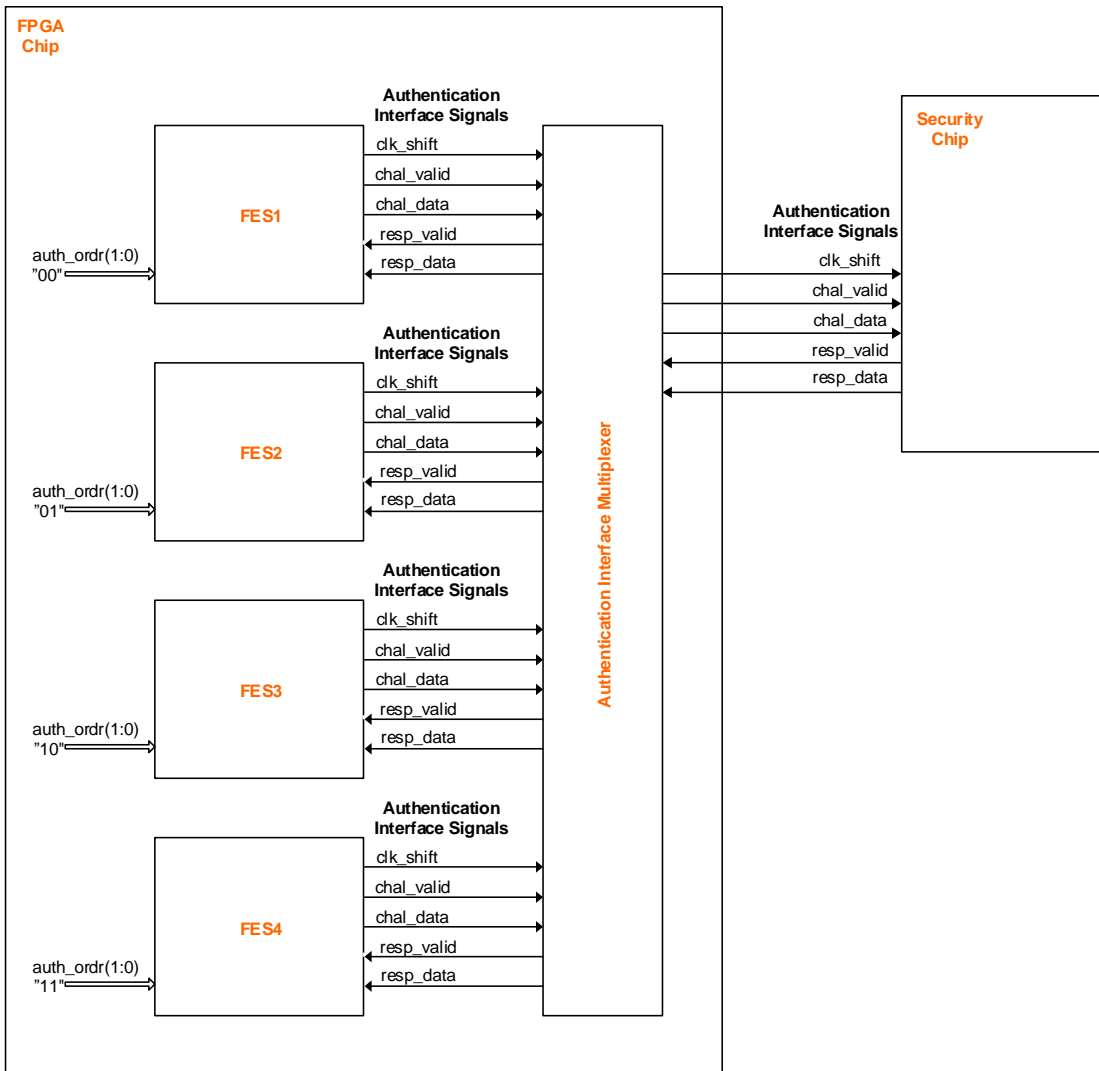 FPGA
Chip
Authentication
Interface Signals
clk_shift
chal_valid
chal_data
resp_valid
resp_data
FES1
auth_ordr(1:0)
"00"
Authentication
Interface Signals
clk_shift
chal_valid
chal_data
resp_valid
resp_data
FES2
auth_ordr(1:0)
"01"
Authentication
Interface Signals
clk_shift
chal_valid
chal_data
resp_valid
resp_data
FES3
auth_ordr(1:0)
"10"
Authentication
Interface Signals
clk_shift
chal_valid
chal_data
resp_valid
resp_data
FES4
auth_ordr(1:0)
"11"
Authentication Interface Multiplexer
Authentication
Interface Signals
clk_shift
chal_valid
chal_data
resp_valid
resp_data
Security
Chip